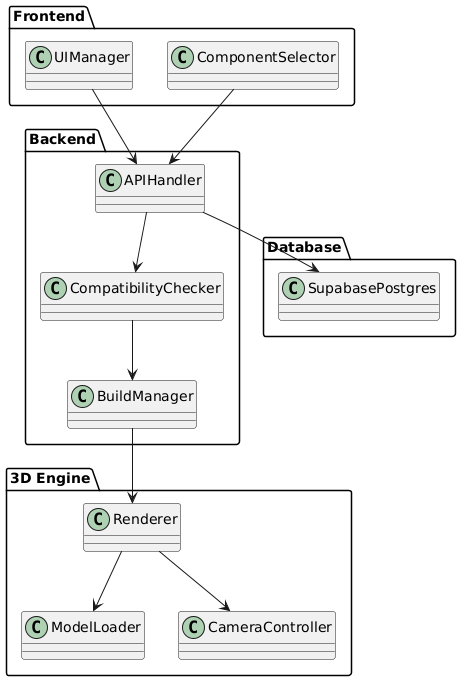 Frontend
C UIManager
C ComponentSelector
Backend
C APIHandler
Database
C CompatibilityChecker
C SupabasePostgres
C BuildManager
3D Engine
C Renderer
C ModelLoader
C CameraController